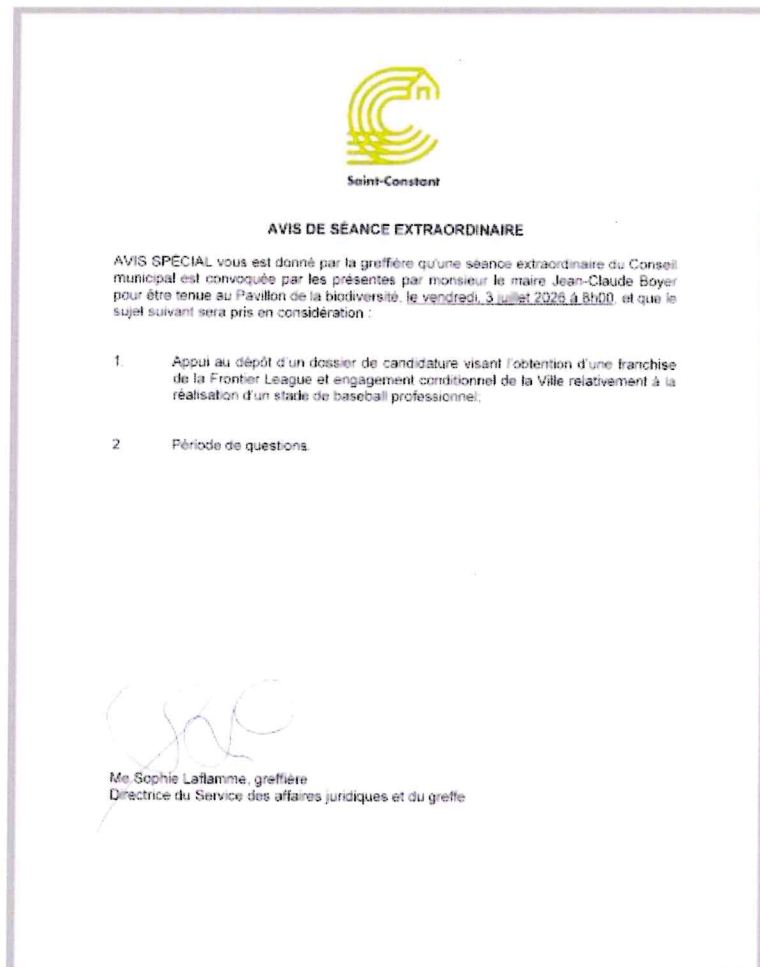 Saint-Constant
AVIS DE SÉANCE EXTRAORDINAIRE
AVIS SPÉCIAL vous est donné par la greffière qu'une séance extraordinaire du Conseil
municipal est convoquée par les présentes par monsieur le maire Jean-Claude Boyer
pour être tenue au Pavillon de la biodiversité, le vendredi, 3 juillet 2026 à 8h00, et que le
sujet suivant sera pris en considération :
1. Appui au dépôt d'un dossier de candidature visant l'obtention d'une franchise
de la Frontier League et engagement conditionnel de la Ville relativement à la
réalisation d'un stade de baseball professionnel;
2. Période de questions.
Me Sophie Laflamme, greffière
Directrice du Service des affaires juridiques et du greffe